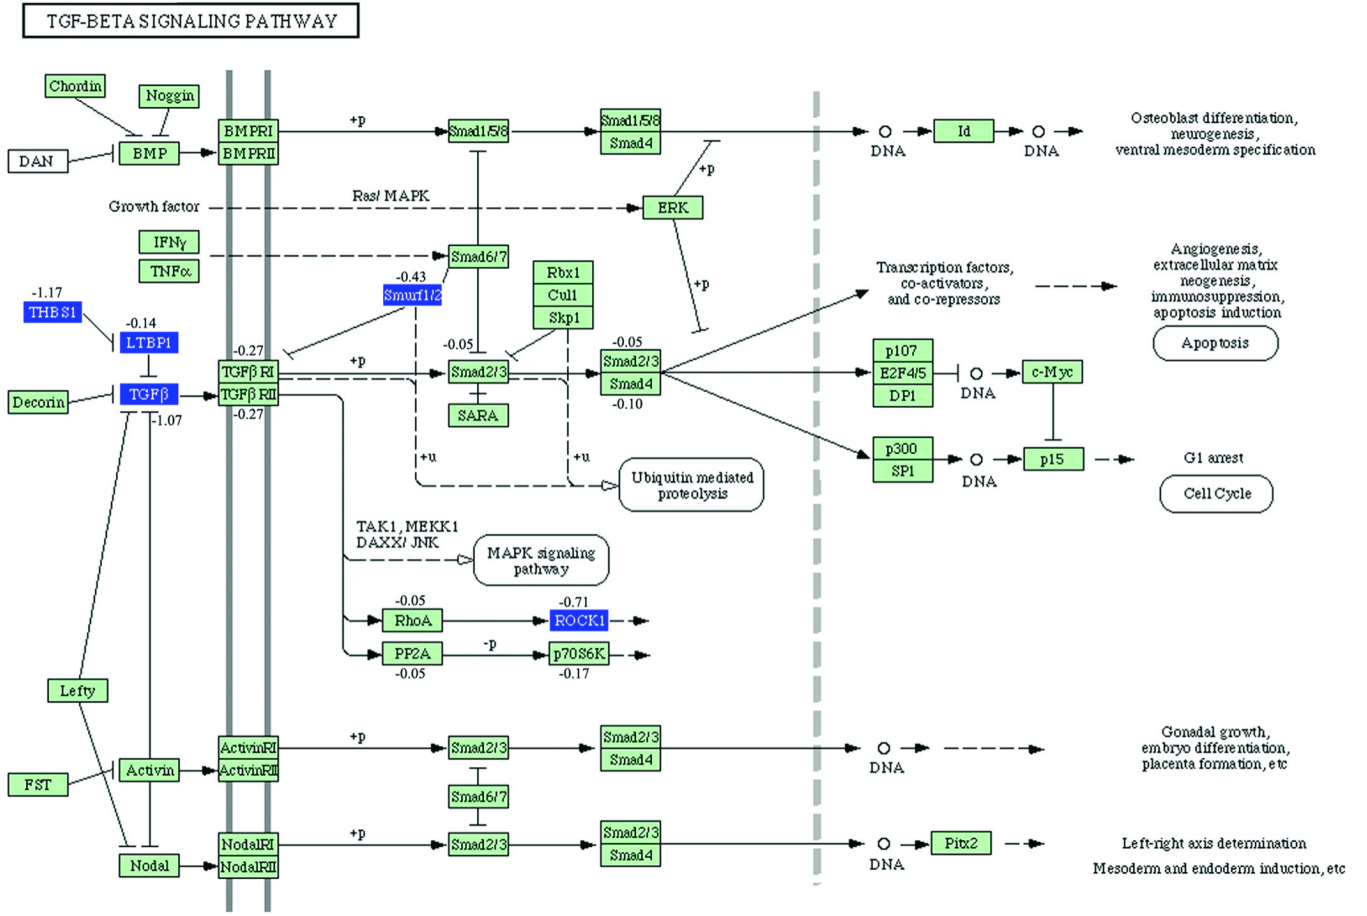 TGF-BETA SIGNALING PATHWAY
Chordin
Noggin
DAN
BMP
BMPRI
BMPRII
+p
Smad1/5/8
Smad1/5/8
Smad4
DNA
Id
DNA
Osteoblast differentiation,
neurogenesis,
ventral mesoderm specification
+p
Growth factor
Ras/ MAPK
ERK
IFNγ
TNFα
Smad6/7
+p
-0.43
Smurf1/2
Rbx1
Cul1
Skp1
Transcription factors,
co-activators,
and co-repressors
Angiogenesis,
extracellular matrix
neogenesis,
immunosuppression,
apoptosis induction
Apoptosis
-1.17
THBS1
-0.14
LTBP1
Decorin
TGFβ
-1.07
-0.27
TGFβ RI
TGFβ RII
-0.27
+p
-0.05
Smad2/3
SARA
-0.05
Smad2/3
Smad4
-0.10
p107
E2F4/5
DP1
DNA
c-Myc
p300
SP1
DNA
p15
G1 arrest
Cell Cycle
+u
+u
Ubiquitin mediated
proteolysis
TAK1, MEKK1
DAXX/ JNK
MAPK signaling
pathway
-0.05
RhoA
-0.71
ROCK1
PP2A
-0.05
-p
p70S6K
-0.17
Lefty
FST
Activin
ActivinRI
ActivinRII
+p
Smad2/3
Smad2/3
Smad4
DNA
Gonadal growth,
embryo differentiation,
placenta formation, etc
Smad6/7
Nodal
NodalRI
NodalRII
+p
Smad2/3
Smad2/3
Smad4
DNA
Pitx2
Left-right axis determination
Mesoderm and endoderm induction, etc